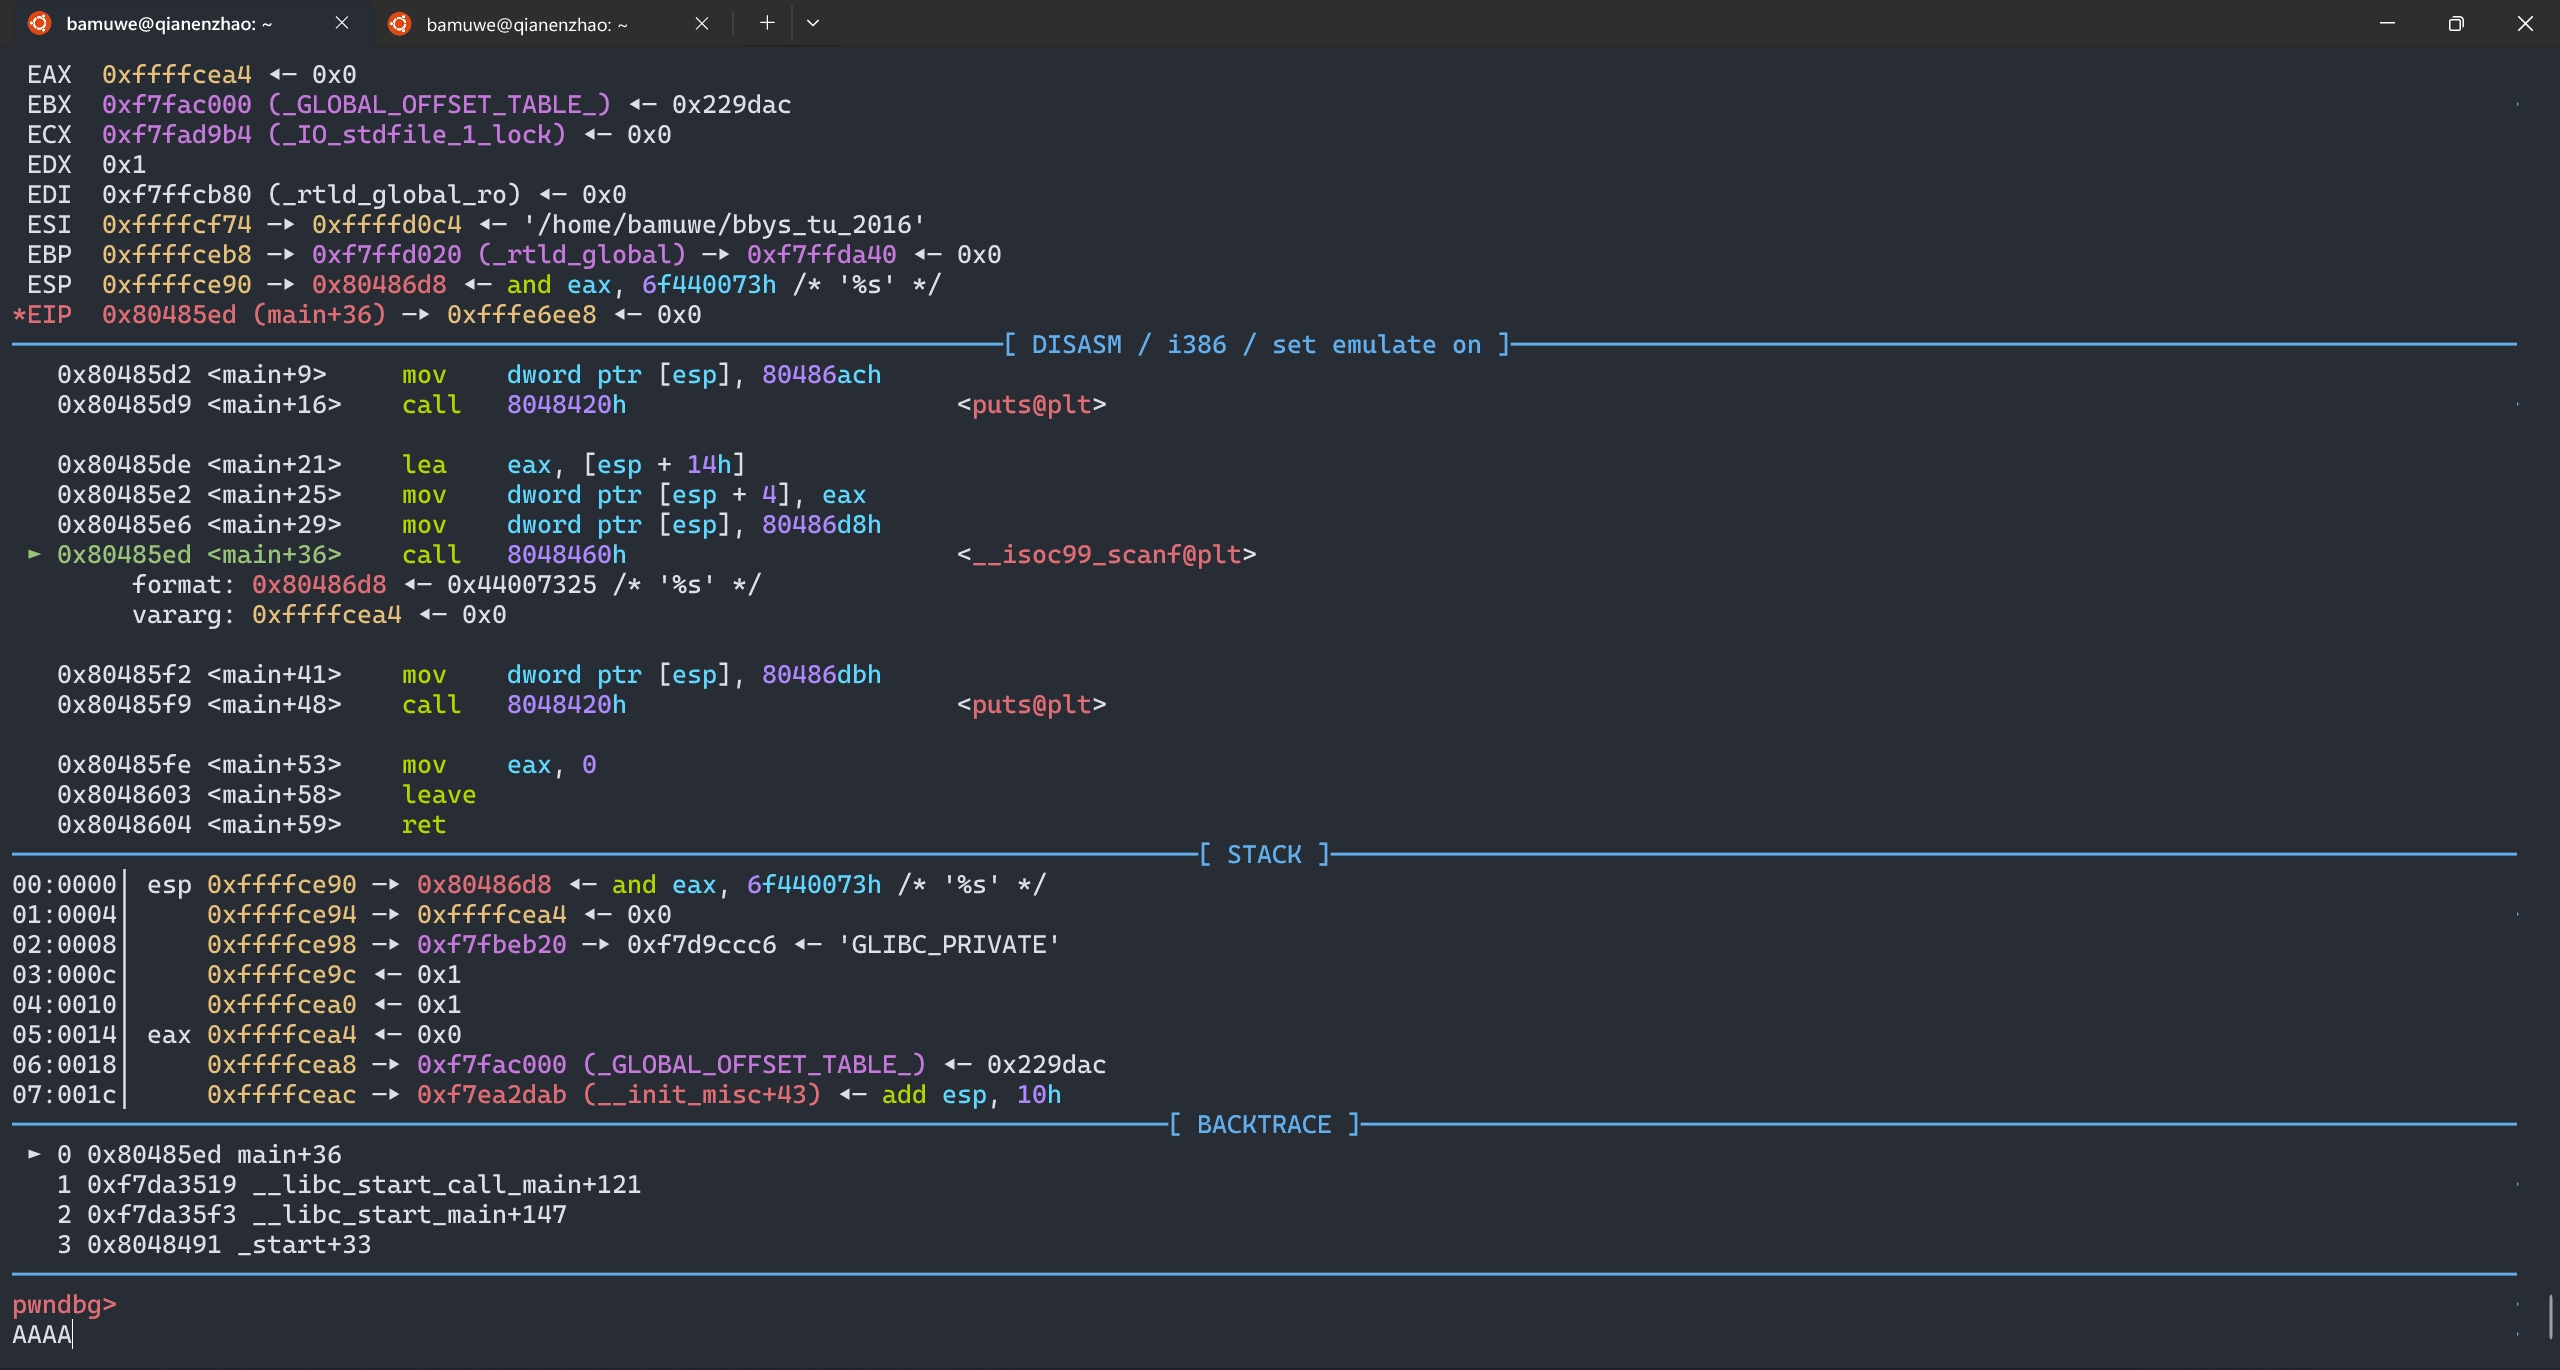 bamuwe@qianenzhao: ~ bamuwe@qianenzhao: ~
EAX 0xffffcea4 ◂— 0x0
EBX 0xf7fac000 (_GLOBAL_OFFSET_TABLE_) ◂— 0x229dac
ECX 0xf7fad9b4 (_IO_stdfile_1_lock) ◂— 0x0
EDX 0x1
EDI 0xf7ffcb80 (_rtld_global_ro) ◂— 0x0
ESI 0xffffcf74 —▸ 0xffffd0c4 ◂— '/home/bamuwe/bbys_tu_2016'
EBP 0xffffceb8 —▸ 0xf7ffd020 (_rtld_global) —▸ 0xf7ffda40 ◂— 0x0
ESP 0xffffce90 —▸ 0x80486d8 ◂— and eax, 6f440073h /* '%s' */
*EIP 0x80485ed (main+36) —▸ 0xfffe6ee8 ◂— 0x0
[ DISASM / i386 / set emulate on ]
0x80485d2 <main+9> mov dword ptr [esp], 80486ach
0x80485d9 <main+16> call 8048420h <puts@plt>
0x80485de <main+21> lea eax, [esp + 14h]
0x80485e2 <main+25> mov dword ptr [esp + 4], eax
0x80485e6 <main+29> mov dword ptr [esp], 80486d8h
► 0x80485ed <main+36> call 8048460h <__isoc99_scanf@plt>
format: 0x80486d8 ◂— 0x44007325 /* '%s' */
vararg: 0xffffcea4 ◂— 0x0
0x80485f2 <main+41> mov dword ptr [esp], 80486dbh
0x80485f9 <main+48> call 8048420h <puts@plt>
0x80485fe <main+53> mov eax, 0
0x8048603 <main+58> leave
0x8048604 <main+59> ret
[ STACK ]
00:0000│ esp 0xffffce90 —▸ 0x80486d8 ◂— and eax, 6f440073h /* '%s' */
01:0004│ 0xffffce94 —▸ 0xffffcea4 ◂— 0x0
02:0008│ 0xffffce98 —▸ 0xf7fbeb20 —▸ 0xf7d9ccc6 ◂— 'GLIBC_PRIVATE'
03:000c│ 0xffffce9c ◂— 0x1
04:0010│ 0xffffcea0 ◂— 0x1
05:0014│ eax 0xffffcea4 ◂— 0x0
06:0018│ 0xffffcea8 —▸ 0xf7fac000 (_GLOBAL_OFFSET_TABLE_) ◂— 0x229dac
07:001c│ 0xffffceac —▸ 0xf7ea2dab (__init_misc+43) ◂— add esp, 10h
[ BACKTRACE ]
► 0 0x80485ed main+36
1 0xf7da3519 __libc_start_call_main+121
2 0xf7da35f3 __libc_start_main+147
3 0x8048491 _start+33
pwndbg>
AAAA